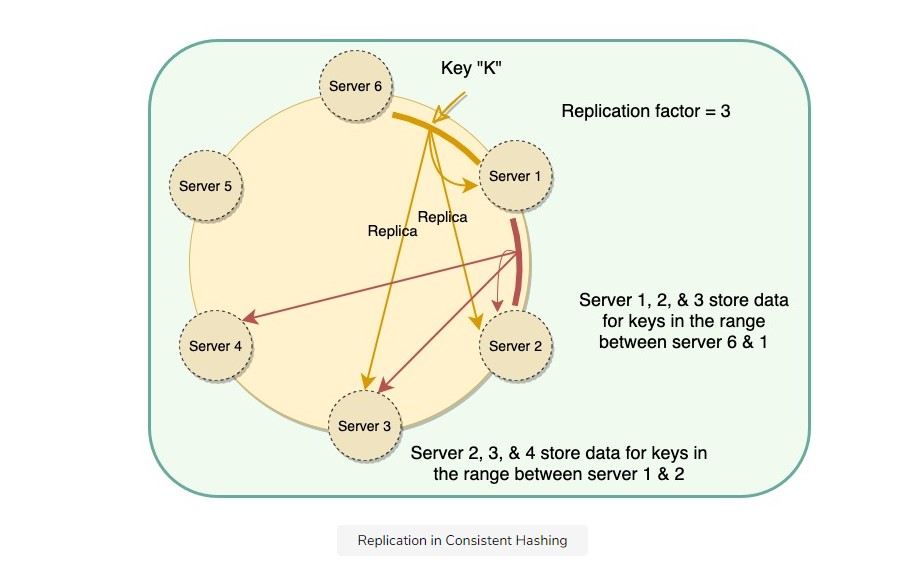 Key "K"
Server 6
Replication factor = 3
Server 1
Server 5
Replica
Replica
Server 1, 2, & 3 store data
for keys in the range
between server 6 & 1
Server 4
Server 2
Server 3
Server 2, 3, & 4 store data for keys in
the range between server 1 & 2
Replication in Consistent Hashing